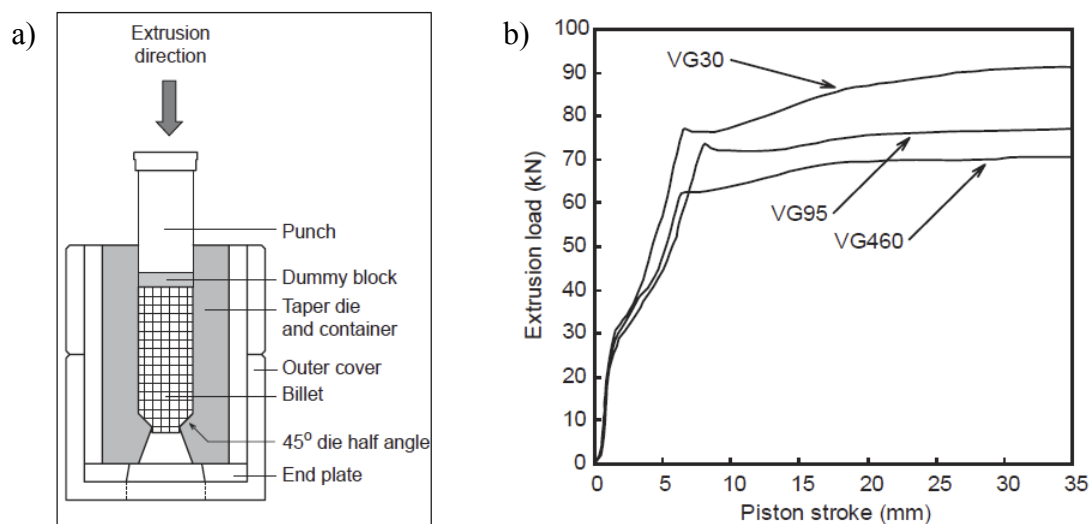 a)
Extrusion
direction
Punch
Dummy block
Taper die
and container
Outer cover
Billet
45° die half angle
End plate
b)
Extrusion load (kN)
100
90
80
70
60
50
40
30
20
10
0
VG30
VG95
VG460
0 5 10 15 20 25 30 35
Piston stroke (mm)